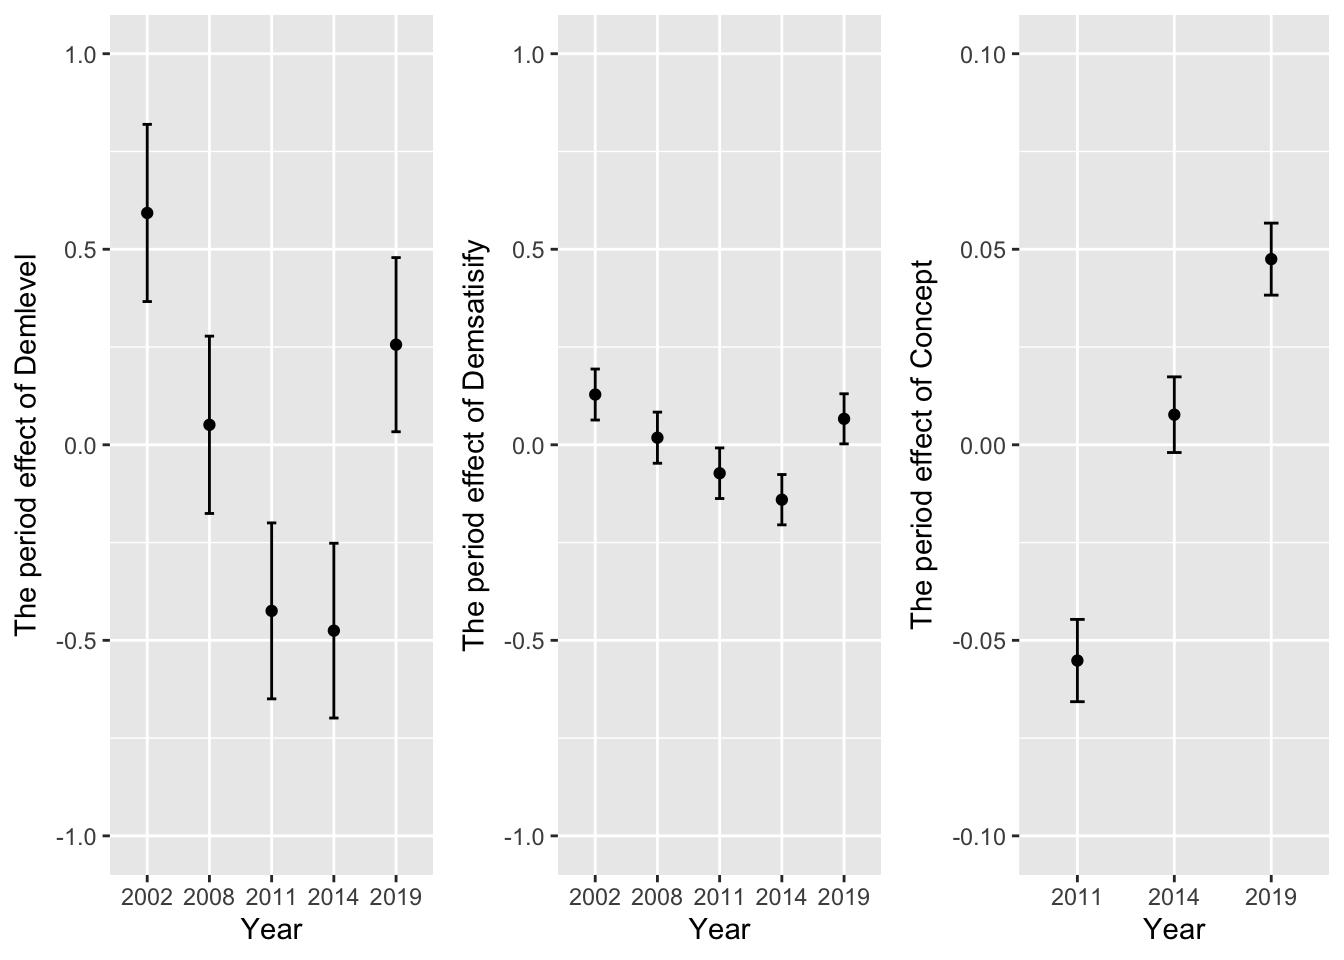 The period effect of Demlevel
1.0
0.5
0.0
-0.5
-1.0
2002 2008 2011 2014 2019
Year
The period effect of Demsatisify
1.0
0.5
0.0
-0.5
-1.0
2002 2008 2011 2014 2019
Year
The period effect of Concept
0.10
0.05
0.00
-0.05
-0.10
2011 2014 2019
Year